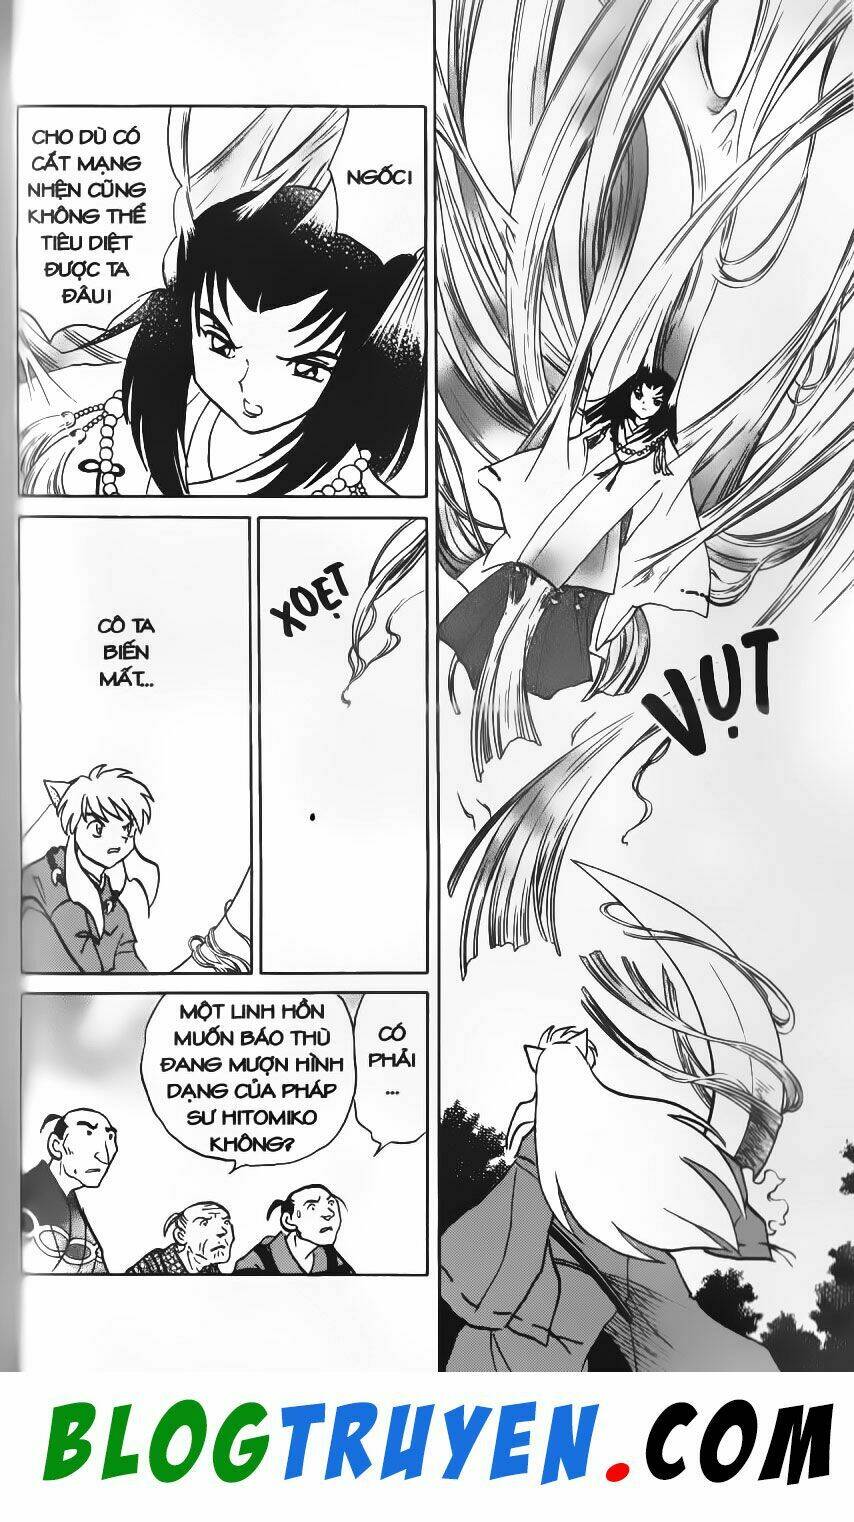 VỤT
NGỐC!
CHO DÙ CÓ
CẮT MẠNG
NHỆN CŨNG
KHÔNG THỂ
TIÊU DIỆT
ĐƯỢC TA
ĐÂU!
XOẸT
CÔ TA
BIẾN
MẤT...
CÓ
PHẢI
...
MỘT LINH HỒN
MUỐN BÁO THÙ
ĐANG MƯỢN HÌNH
DẠNG CỦA PHÁP
SƯ HITOMIKO
KHÔNG?
BLOGTRUYEN.COM